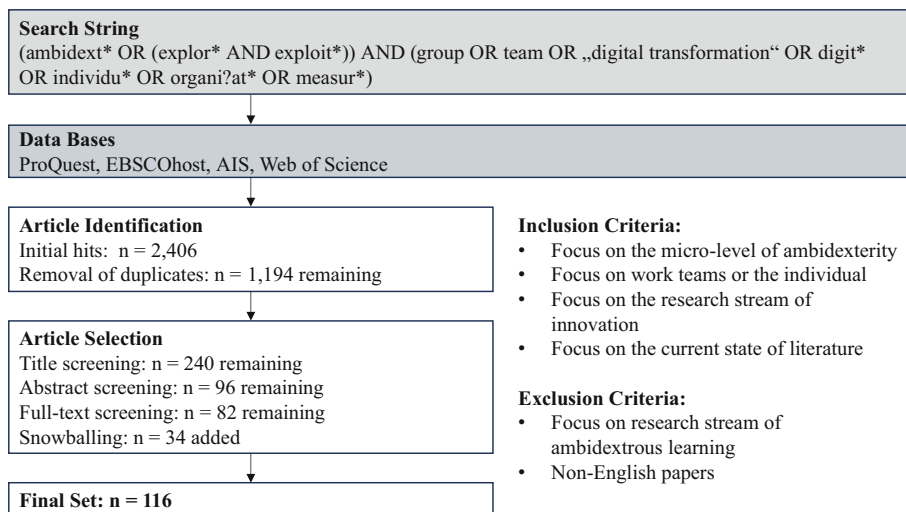 Search String
(ambidext* OR (explor* AND exploit*)) AND (group OR team OR „digital transformation“ OR digit*
OR individu* OR organi?at* OR measur*)
Data Bases
ProQuest, EBSCOhost, AIS, Web of Science
Article Identification
Initial hits: n = 2,406
Removal of duplicates: n = 1,194 remaining
Article Selection
Title screening: n = 240 remaining
Abstract screening: n = 96 remaining
Full-text screening: n = 82 remaining
Snowballing: n = 34 added
Final Set: n = 116
Inclusion Criteria:
• Focus on the micro-level of ambidexterity
• Focus on work teams or the individual
• Focus on the research stream of
innovation
• Focus on the current state of literature
Exclusion Criteria:
• Focus on research stream of
ambidextrous learning
• Non-English papers